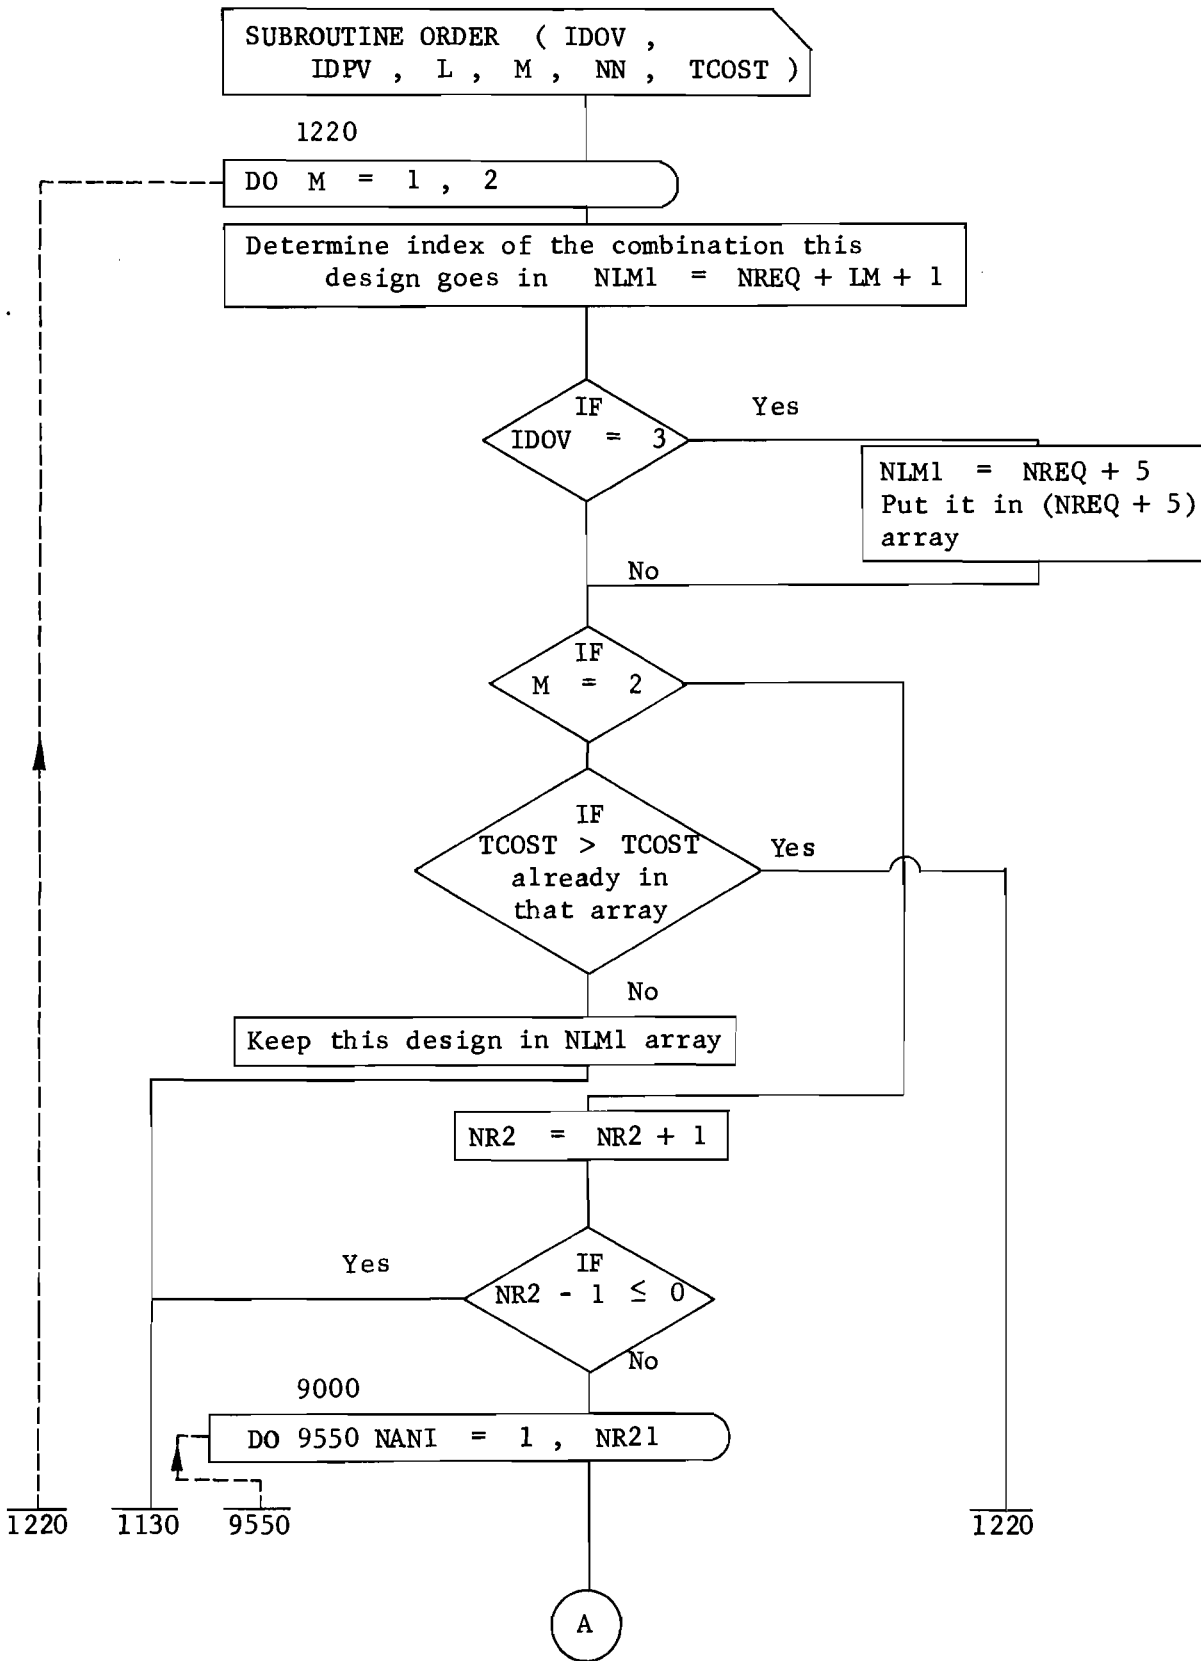 SUBROUTINE ORDER ( IDOV ,
IDPV , L , M , NN , TCOST )
1220
DO M = 1 , 2
Determine index of the combination this
design goes in NLM1 = NREQ + LM + 1
IF
IDOV = 3
Yes
NLM1 = NREQ + 5
Put it in (NREQ + 5)
array
No
IF
M = 2
IF
TCOST > TCOST
already in
that array
Yes
No
Keep this design in NLM1 array
NR2 = NR2 + 1
Yes
IF
NR2 - 1 ≤ 0
No
9000
DO 9550 NANI = 1 , NR21
1220 1130 9550 1220
A